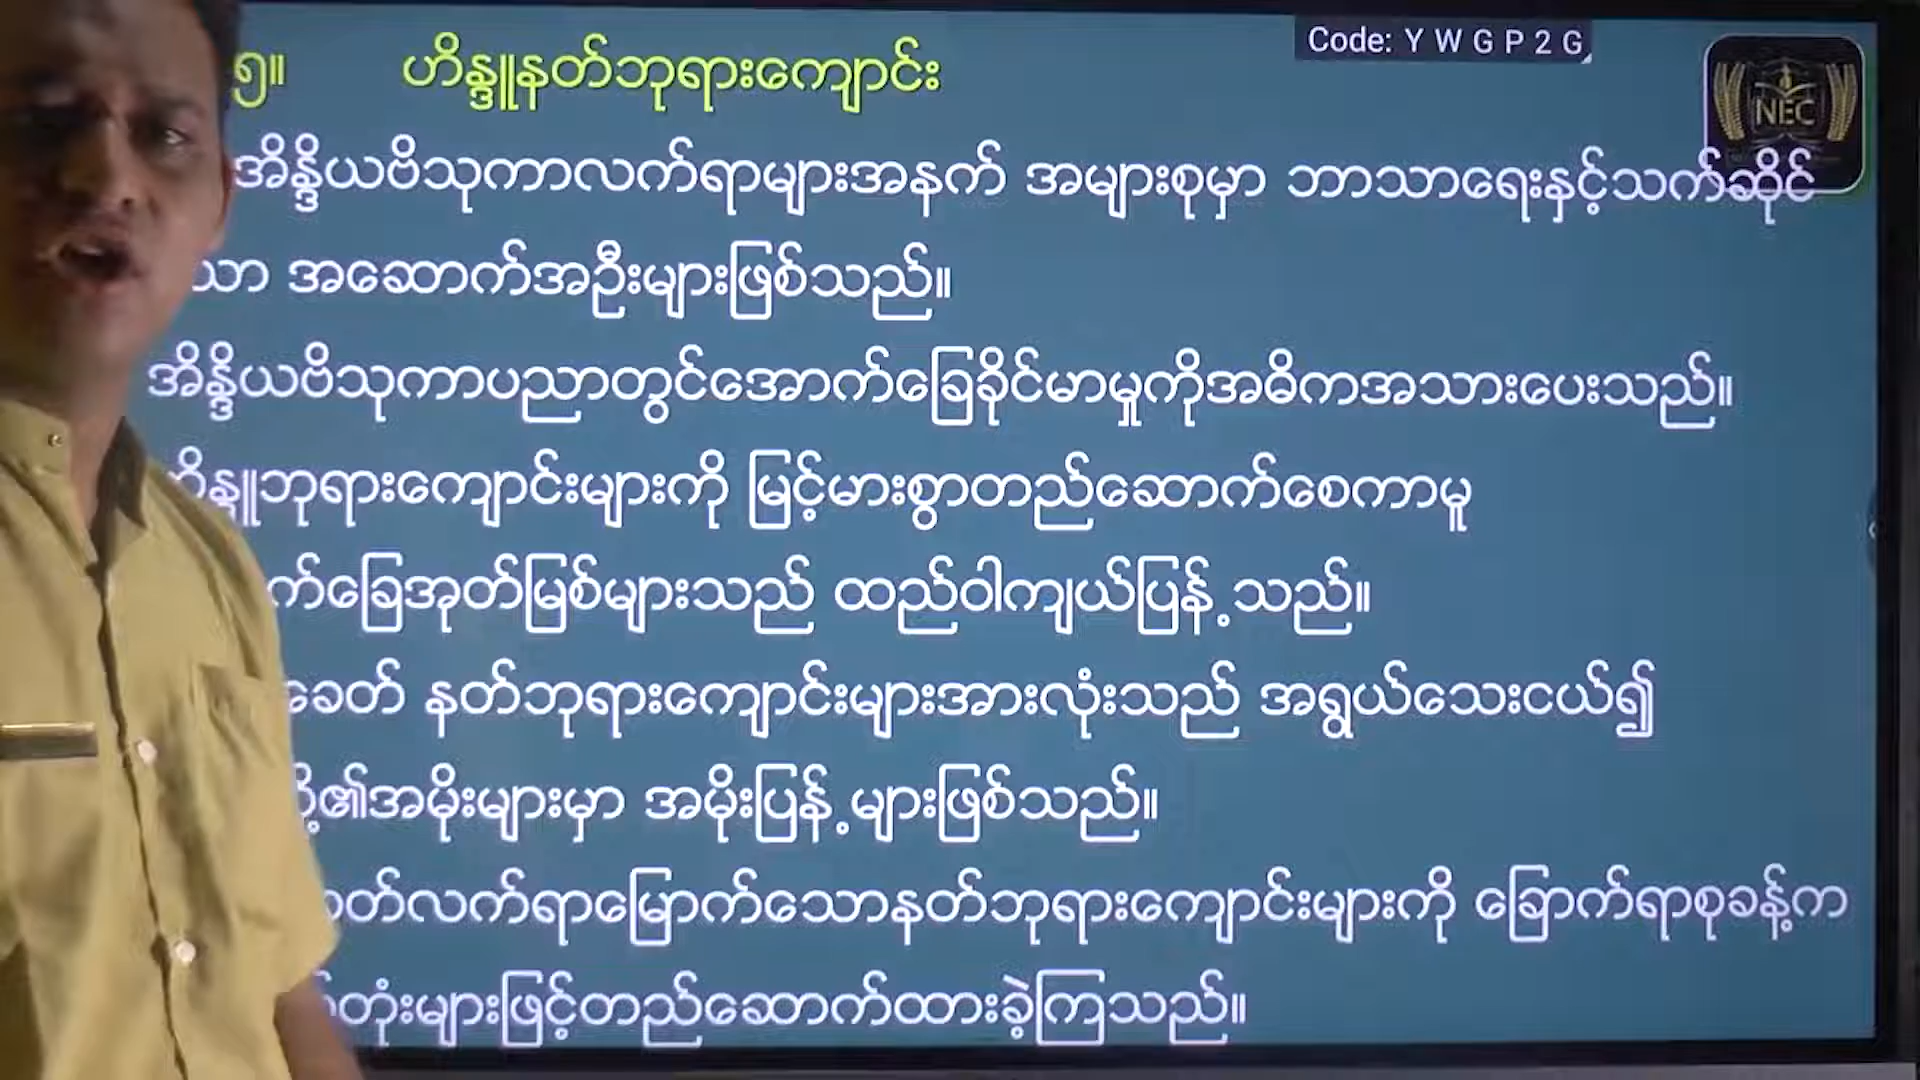 Code: Y W G P 2 G
NEC
၅။ ဟိန္ဒူနတ်ဘုရားကျောင်း
အိန္ဒိယဗိသုကာလက်ရာများအနက် အများစုမှာ ဘာသာရေးနှင့်သက်ဆိုင်
အဆောက်အဦးများဖြစ်သည်။
အိန္ဒိယဗိသုကာပညာတွင်အောက်ခြေခိုင်မာမှုကိုအဓိကအသားပေးသည်။
ဟိန္ဒူဘုရားကျောင်းများကို မြင့်မားစွာတည်ဆောက်စေကာမူ
အုတ်မြစ်များသည် ထည်ဝါကျယ်ပြန့်သည်။
ခေတ် နတ်ဘုရားကျောင်းများအားလုံးသည် အရွယ်သေးငယ်၍
၏အမိုးများမှာ အမိုးပြန့်များဖြစ်သည်။
လက်ရာမြောက်သောနတ်ဘုရားကျောင်းများကို ခြောက်ရာစုခန့်က
တုံးများဖြင့်တည်ဆောက်ထားခဲ့ကြသည်။